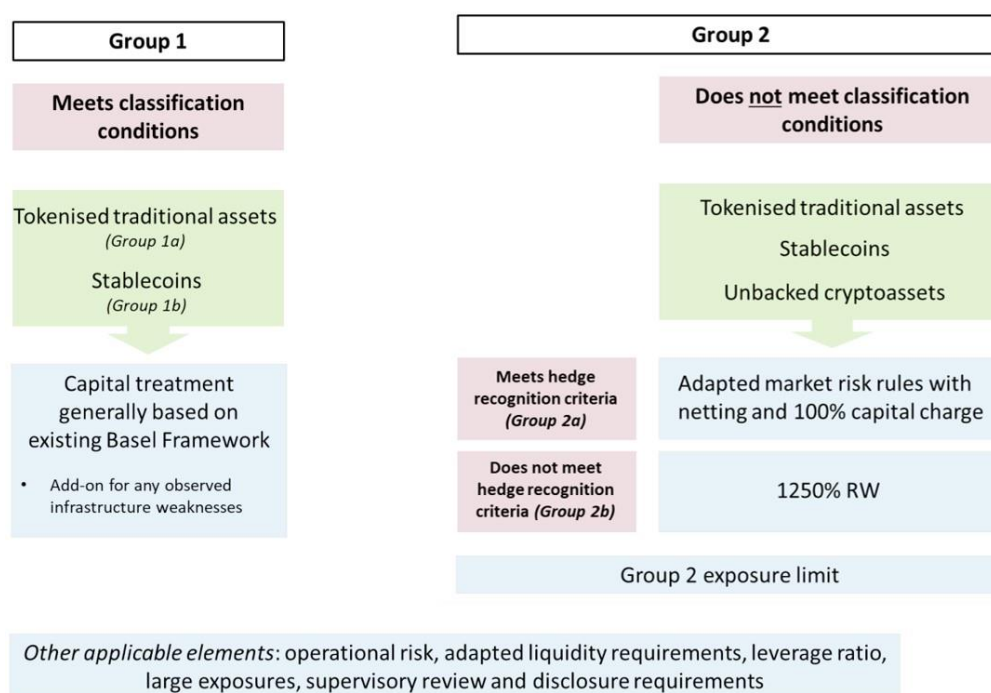 Group 1
Meets classification
conditions
Tokenised traditional assets
(Group 1a)
Stablecoins
(Group 1b)
Capital treatment
generally based on
existing Basel Framework
• Add-on for any observed
infrastructure weaknesses
Group 2
Does not meet classification
conditions
Tokenised traditional assets
Stablecoins
Unbacked cryptoassets
Meets hedge
recognition criteria
(Group 2a)
Adapted market risk rules with
netting and 100% capital charge
Does not meet
hedge recognition
criteria (Group 2b)
1250% RW
Group 2 exposure limit
Other applicable elements: operational risk, adapted liquidity requirements, leverage ratio,
large exposures, supervisory review and disclosure requirements